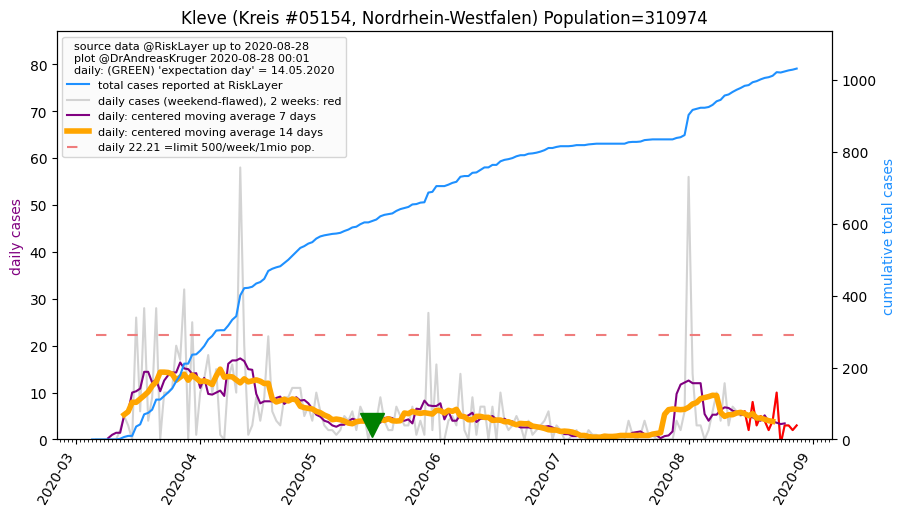 Kleve (Kreis #05154, Nordrhein-Westfalen) Population=310974
source data @RiskLayer up to 2020-08-28
plot @DrAndreasKruger 2020-08-28 00:01
daily: (GREEN) 'expectation day' = 14.05.2020
total cases reported at RiskLayer
daily cases (weekend-flawed), 2 weeks: red
daily: centered moving average 7 days
daily: centered moving average 14 days
daily 22.21 =limit 500/week/1mio pop.
daily cases
80
70
60
50
40
30
20
10
0
cumulative total cases
1000
800
600
400
200
0
2020-03
2020-04
2020-05
2020-06
2020-07
2020-08
2020-09